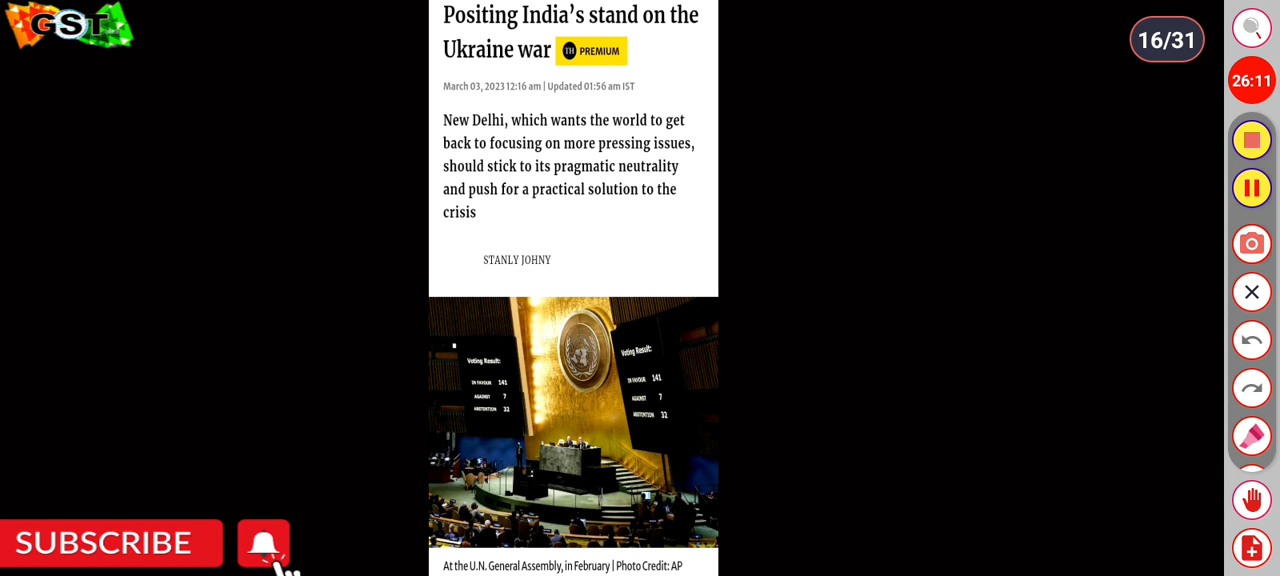 GST
Positing India’s stand on the
Ukraine war TH PREMIUM
March 03, 2023 12:16 am | Updated 01:56 am IST
New Delhi, which wants the world to get
back to focusing on more pressing issues,
should stick to its pragmatic neutrality
and push for a practical solution to the
crisis
STANLY JOHNY
Voting Result:
IN FAVOUR 141
AGAINST 7
ABSTENTION 32
Voting Result:
IN FAVOUR 141
AGAINST 7
ABSTENTION 32
At the U.N. General Assembly, in February | Photo Credit: AP
16/31
26:11
SUBSCRIBE